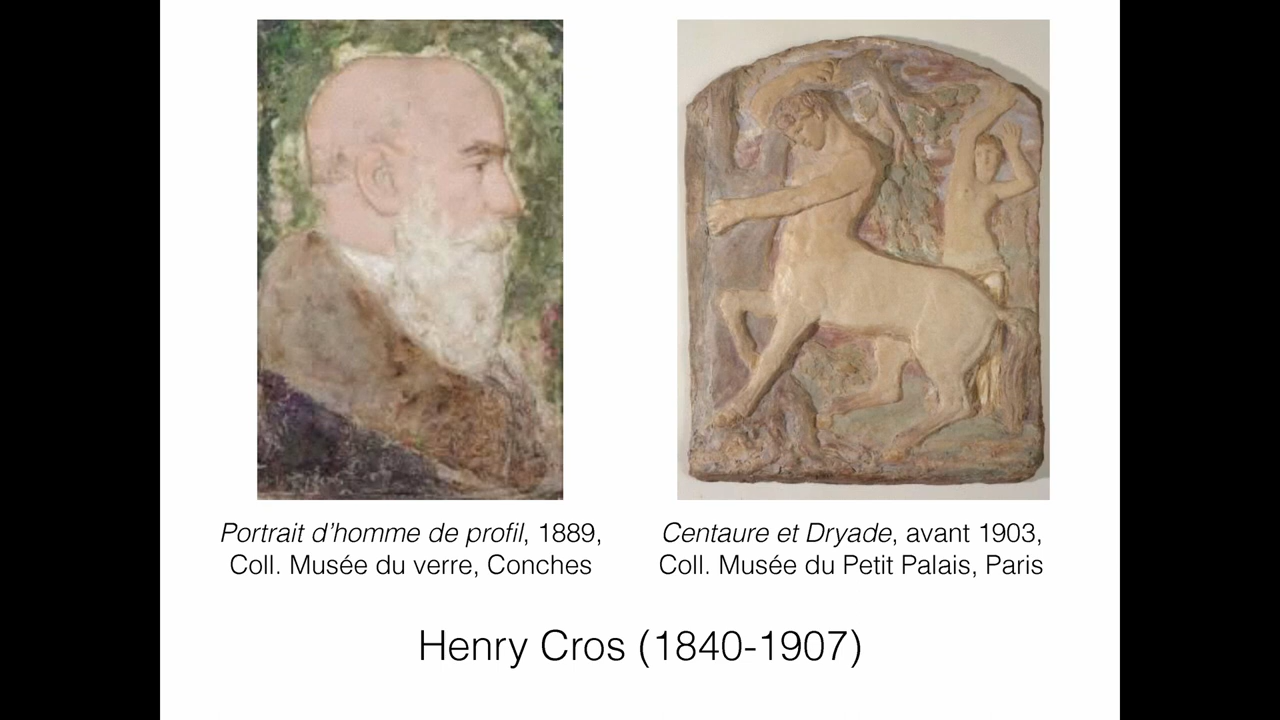 Portrait d'homme de profil, 1889,
Coll. Musée du verre, Conches
Centaure et Dryade, avant 1903,
Coll. Musée du Petit Palais, Paris
Henry Cros (1840-1907)